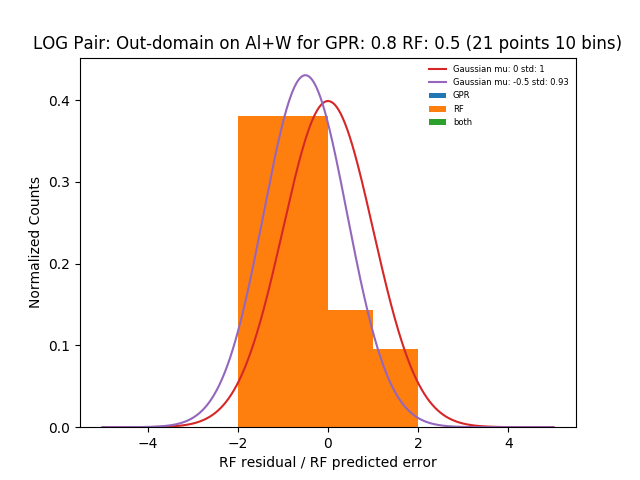 LOG Pair: Out-domain on Al+W for GPR: 0.8 RF: 0.5 (21 points 10 bins)
Gaussian mu: 0 std: 1
Gaussian mu: -0.5 std: 0.93
GPR
RF
both
Normalized Counts
0.4
0.3
0.2
0.1
0.0
−4
−2
0
2
4
RF residual / RF predicted error